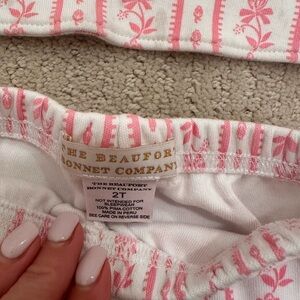 THE BEAUFORT
BONNET COMPANY
THE BEAUFORT
BONNET COMPANY
2T
NOT INTENDED FOR
SLEEPWEAR
100% PIMA COTTON
MADE IN PERU
SEE CARE ON REVERSE SIDE